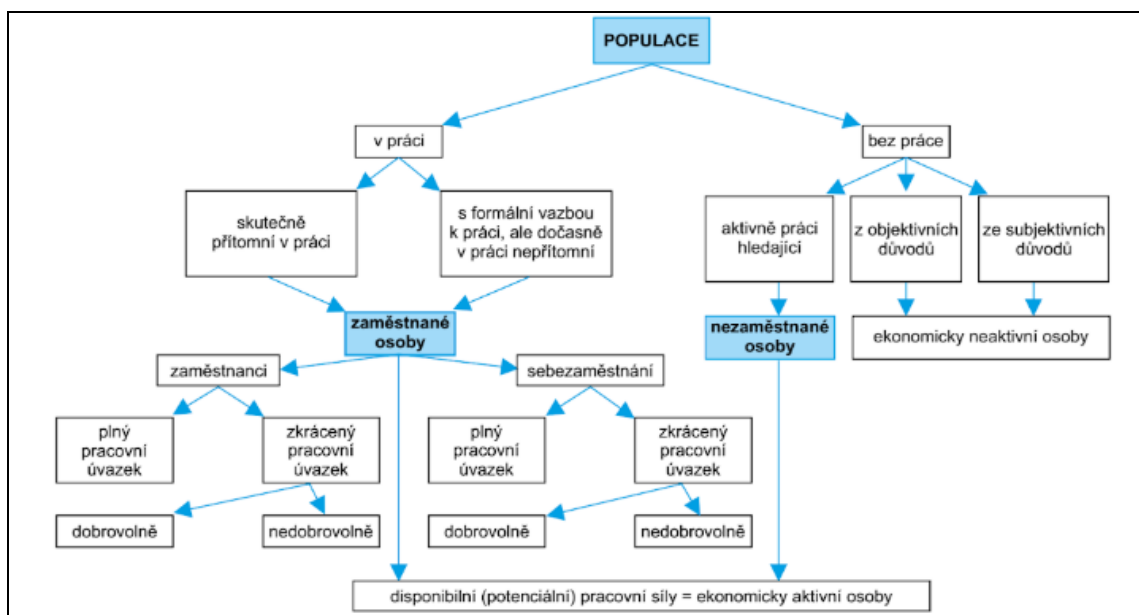 POPULACE
v práci
bez práce
skutečně
přítomní v práci
s formální vazbou
k práci, ale dočasně
v práci nepřítomní
aktivně práci
hledající
z objektivních
důvodů
ze subjektivních
důvodů
zaměstnané
osoby
nezaměstnané
osoby
ekonomicky neaktivní osoby
zaměstnanci
sebezaměstnání
plný
pracovní
úvazek
zkrácený
pracovní
úvazek
plný
pracovní
úvazek
zkrácený
pracovní
úvazek
dobrovolně
nedobrovolně
dobrovolně
nedobrovolně
disponibilní (potenciální) pracovní síly = ekonomicky aktivní osoby